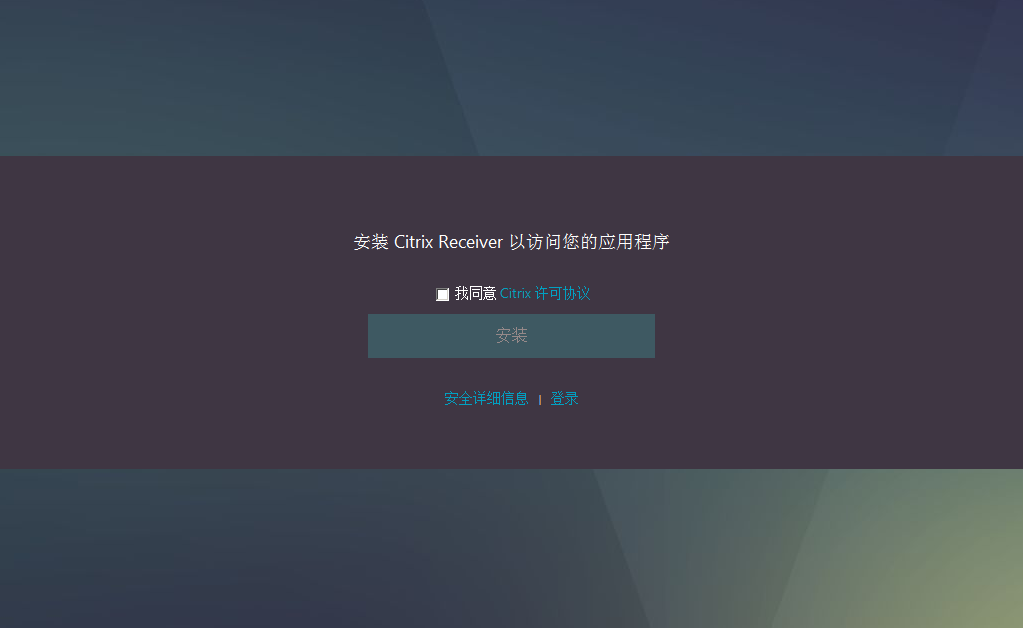 安装 Citrix Receiver 以访问您的应用程序
我同意 Citrix 许可协议
安装
安全详细信息 | 登录